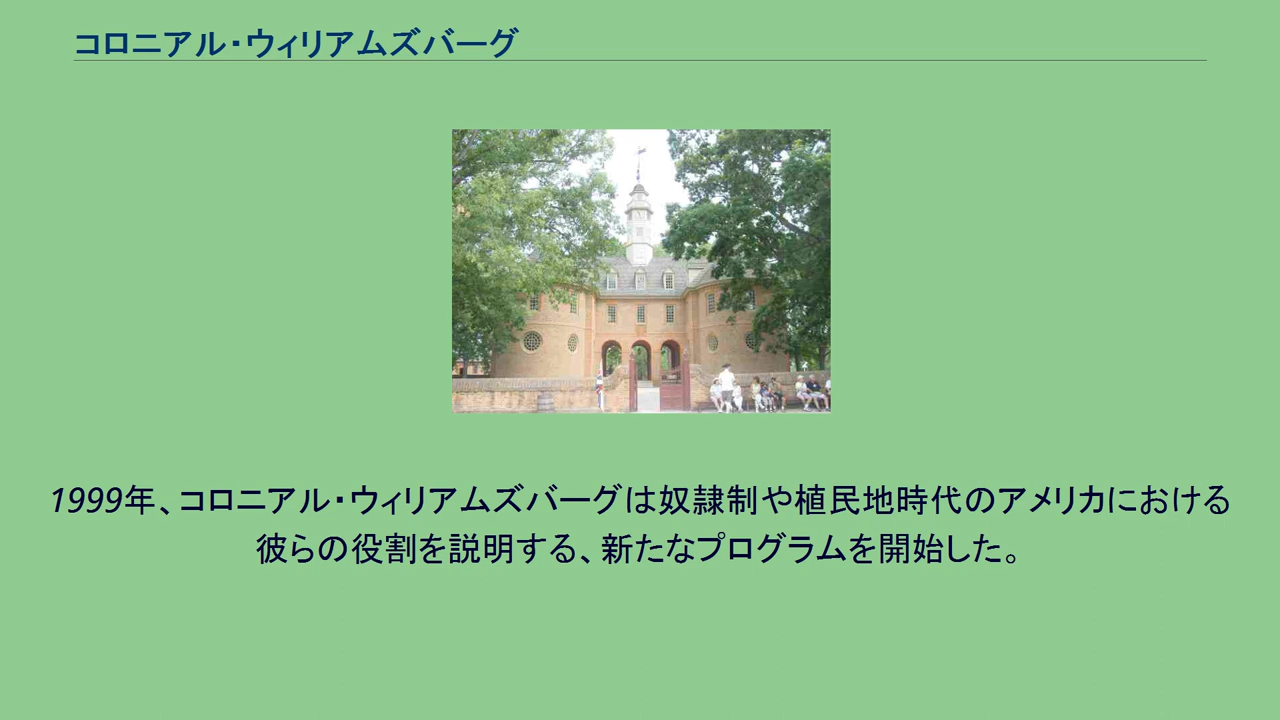 コロニアル・ウィリアムズバーグ
1999年、コロニアル・ウィリアムズバーグは奴隷制や植民地時代のアメリカにおける
彼らの役割を説明する、新たなプログラムを開始した。